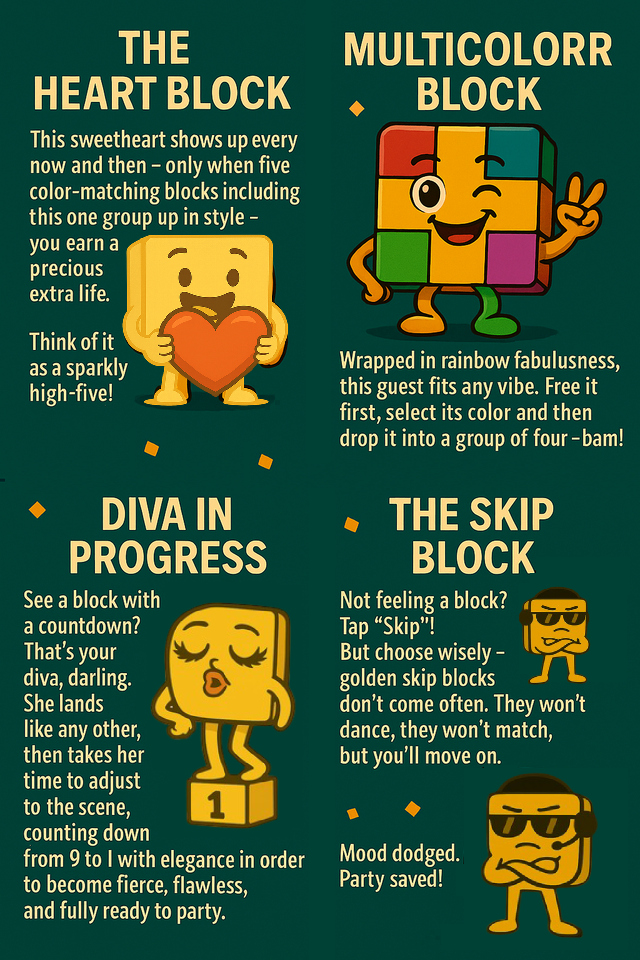 THE
HEART BLOCK
This sweetheart shows up every
now and then – only when five
color-matching blocks including
this one group up in style –
you earn a
precious
extra life.
Think of it
as a sparkly
high-five!
MULTICOLORR
BLOCK
Wrapped in rainbow fabulusness,
this guest fits any vibe. Free it
first, select its color and then
drop it into a group of four – bam!
DIVA IN
PROGRESS
See a block with
a countdown?
That's your
diva, darling.
She lands
like any other,
then takes her
time to adjust
to the scene,
counting down
from 9 to I with elegance in order
to become fierce, flawless,
and fully ready to party.
1
THE SKIP
BLOCK
Not feeling a block?
Tap “Skip”!
But choose wisely –
golden skip blocks
don't come often. They won't
dance, they won't match,
but you'll move on.
Mood dodged.
Party saved!